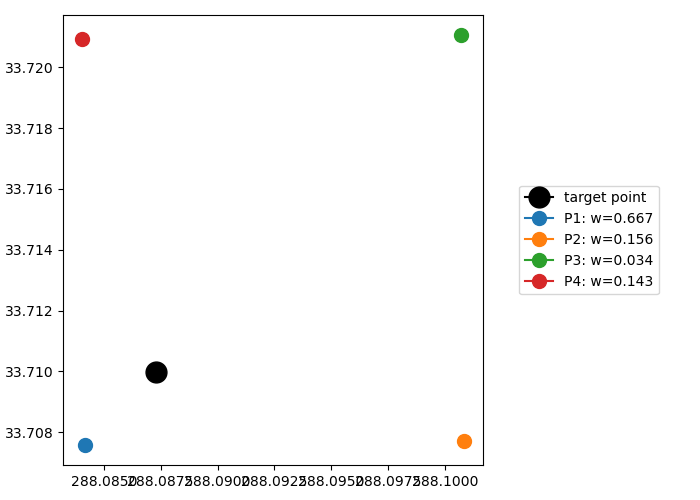 33.720
33.718
33.716
33.714
33.712
33.710
33.708
288.0850 288.0875 288.0900 288.0925 288.0950 288.0975 288.1000
target point
P1: w=0.667
P2: w=0.156
P3: w=0.034
P4: w=0.143